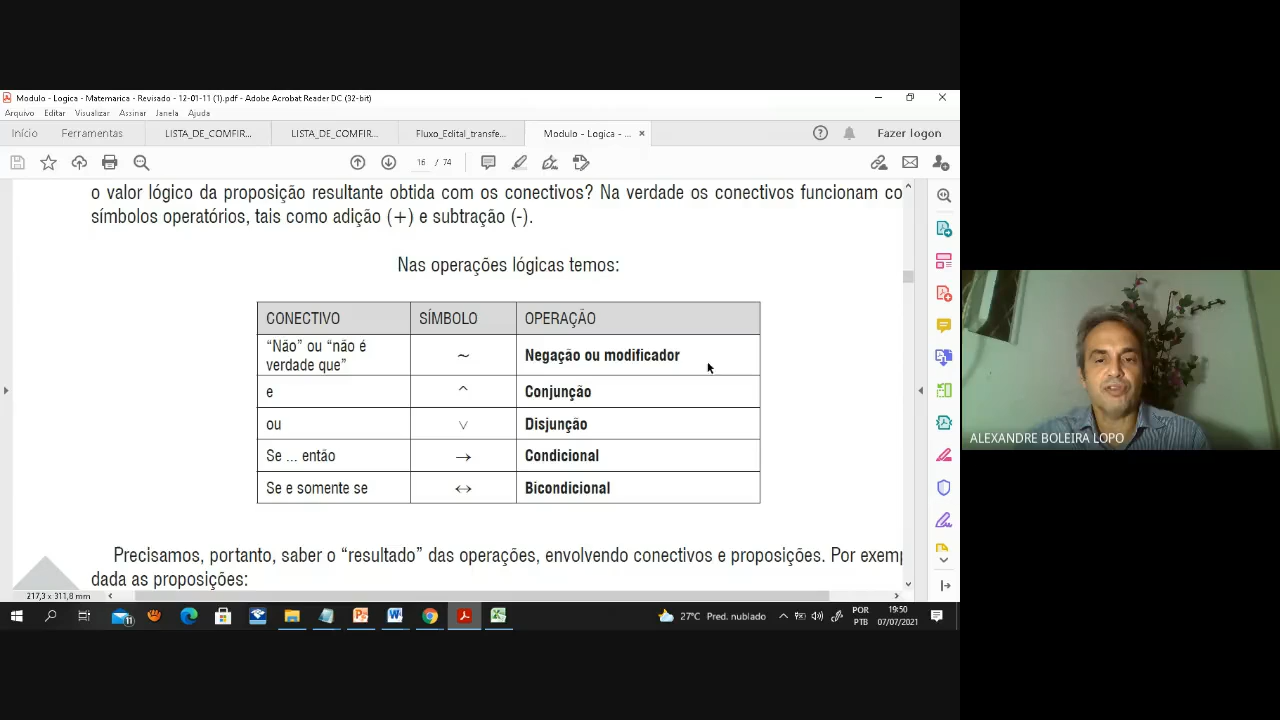 Modulo - Logica - Matemarica - Revisado - 12-01-11 (1).pdf - Adobe Acrobat Reader DC (32-bit)
Arquivo Editar Visualizar Assinar Janela Ajuda
Início Ferramentas LISTA_DE_COMFIR... LISTA_DE_COMFIR... Fluxo_Edital_transfe... Modulo - Logica - ... × Fazer logon
16 / 74
o valor lógico da proposição resultante obtida com os conectivos? Na verdade os conectivos funcionam co
símbolos operatórios, tais como adição (+) e subtração (-).
Nas operações lógicas temos:
CONECTIVO SÍMBOLO OPERAÇÃO
“Não” ou “não é
verdade que” ~ Negação ou modificador
e ^ Conjunção
ou ∨ Disjunção
Se ... então → Condicional
Se e somente se ↔ Bicondicional
Precisamos, portanto, saber o “resultado” das operações, envolvendo conectivos e proposições. Por exemp
dada as proposições:
217,3 x 311,8 mm
11
27°C Pred. nublado
POR
PTB
19:50
07/07/2021
ALEXANDRE BOLEIRA LOPO